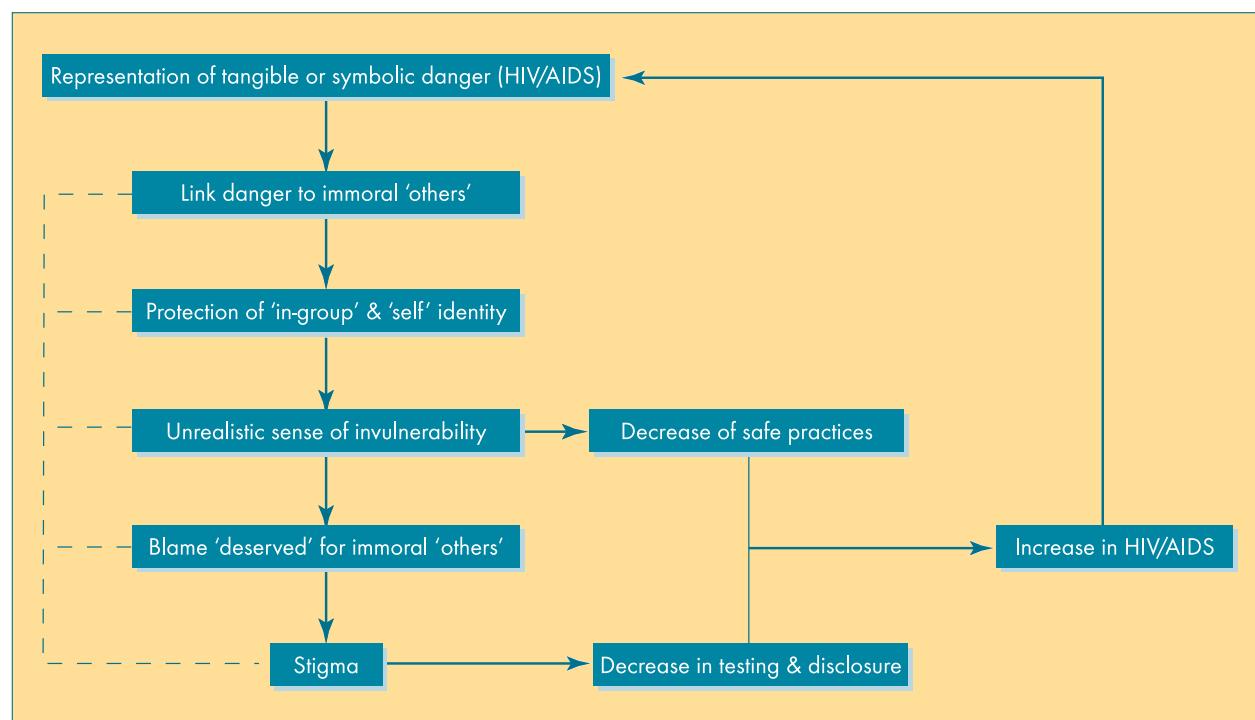 Representation of tangible or symbolic danger (HIV/AIDS)
Link danger to immoral ‘others’
Protection of ‘in-group’ & ‘self’ identity
Unrealistic sense of invulnerability
Decrease of safe practices
Blame ‘deserved’ for immoral ‘others’
Increase in HIV/AIDS
Stigma
Decrease in testing & disclosure